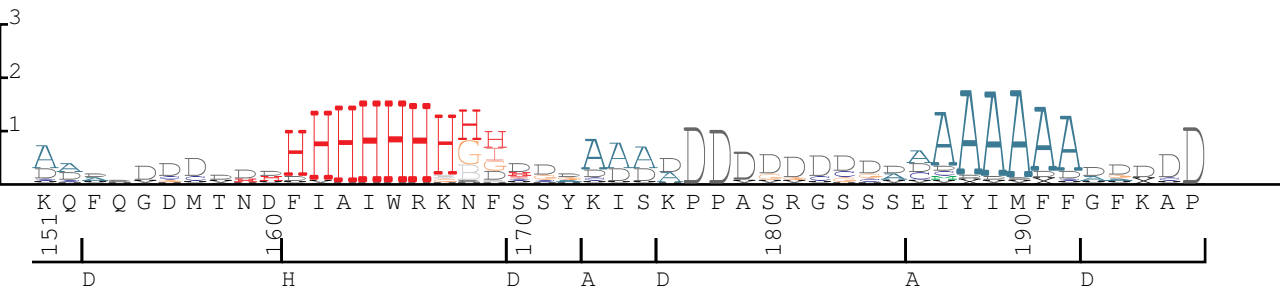 3
2
1
A H H H H H H H H H A A A D D D A A A A A A D
G
K Q F Q G D M T N D F I A I W R K N F S S Y K I S K P P A S R G S S S E I Y I M F F G F K A P
151 160 170 180 190
D H D A D A D